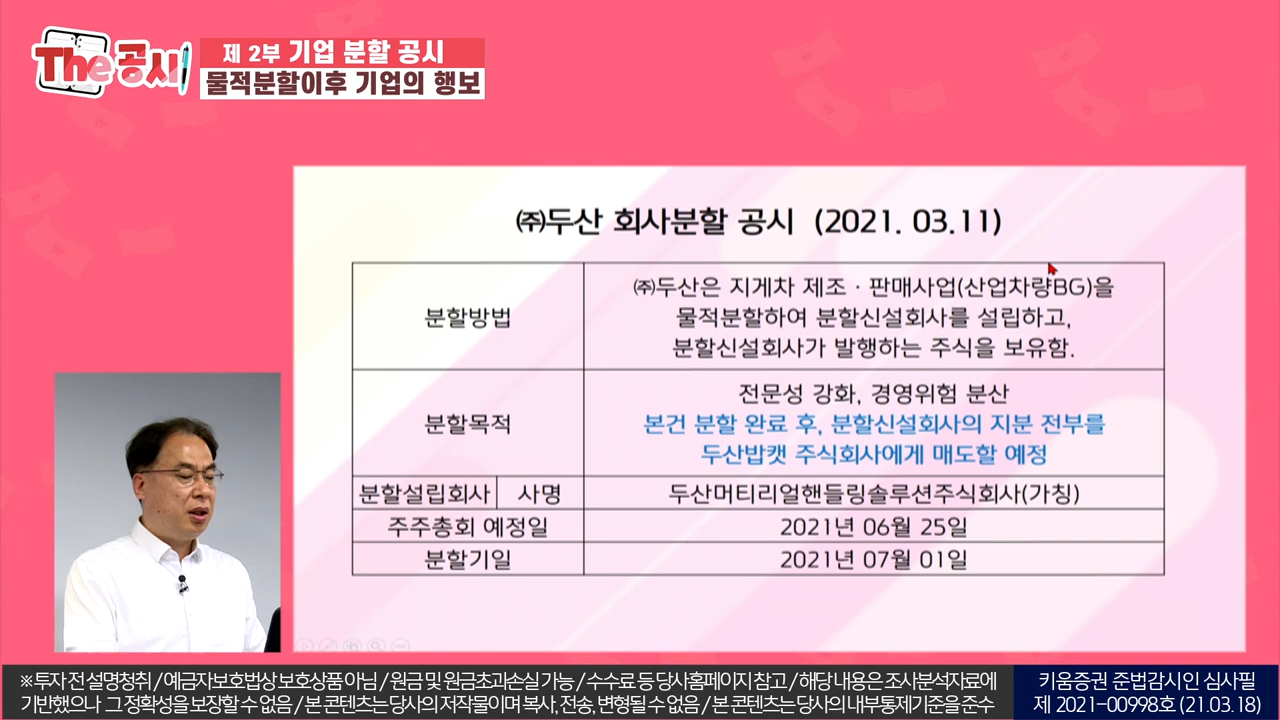 The 공시
제 2부 기업 분할 공시
물적분할이후 기업의 행보
㈜두산 회사분할 공시 (2021. 03.11)
분할방법
㈜두산은 지게차 제조 · 판매사업(산업차량BG)을
물적분할하여 분할신설회사를 설립하고,
분할신설회사가 발행하는 주식을 보유함.
분할목적
전문성 강화, 경영위험 분산
본건 분할 완료 후, 분할신설회사의 지분 전부를
두산밥캣 주식회사에게 매도할 예정
분할설립회사 사명 두산머티리얼핸들링솔루션주식회사(가칭)
주주총회 예정일 2021년 06월 25일
분할기일 2021년 07월 01일
※ 투자 전 설명청취 / 예금자보호법상 보호상품 아님 / 원금 및 원금초과손실 가능 / 수수료 등 당사홈페이지 참고 / 해당 내용은 조사분석자료에
기반했으나 그 정확성을 보장할 수 없음 / 본 콘텐츠는 당사의 저작물이며 복사, 전송, 변형될 수 없음 / 본 콘텐츠는 당사의 내부통제기준을 준수
키움증권 준법감시인 심사필
제 2021-00998호 (21.03.18)